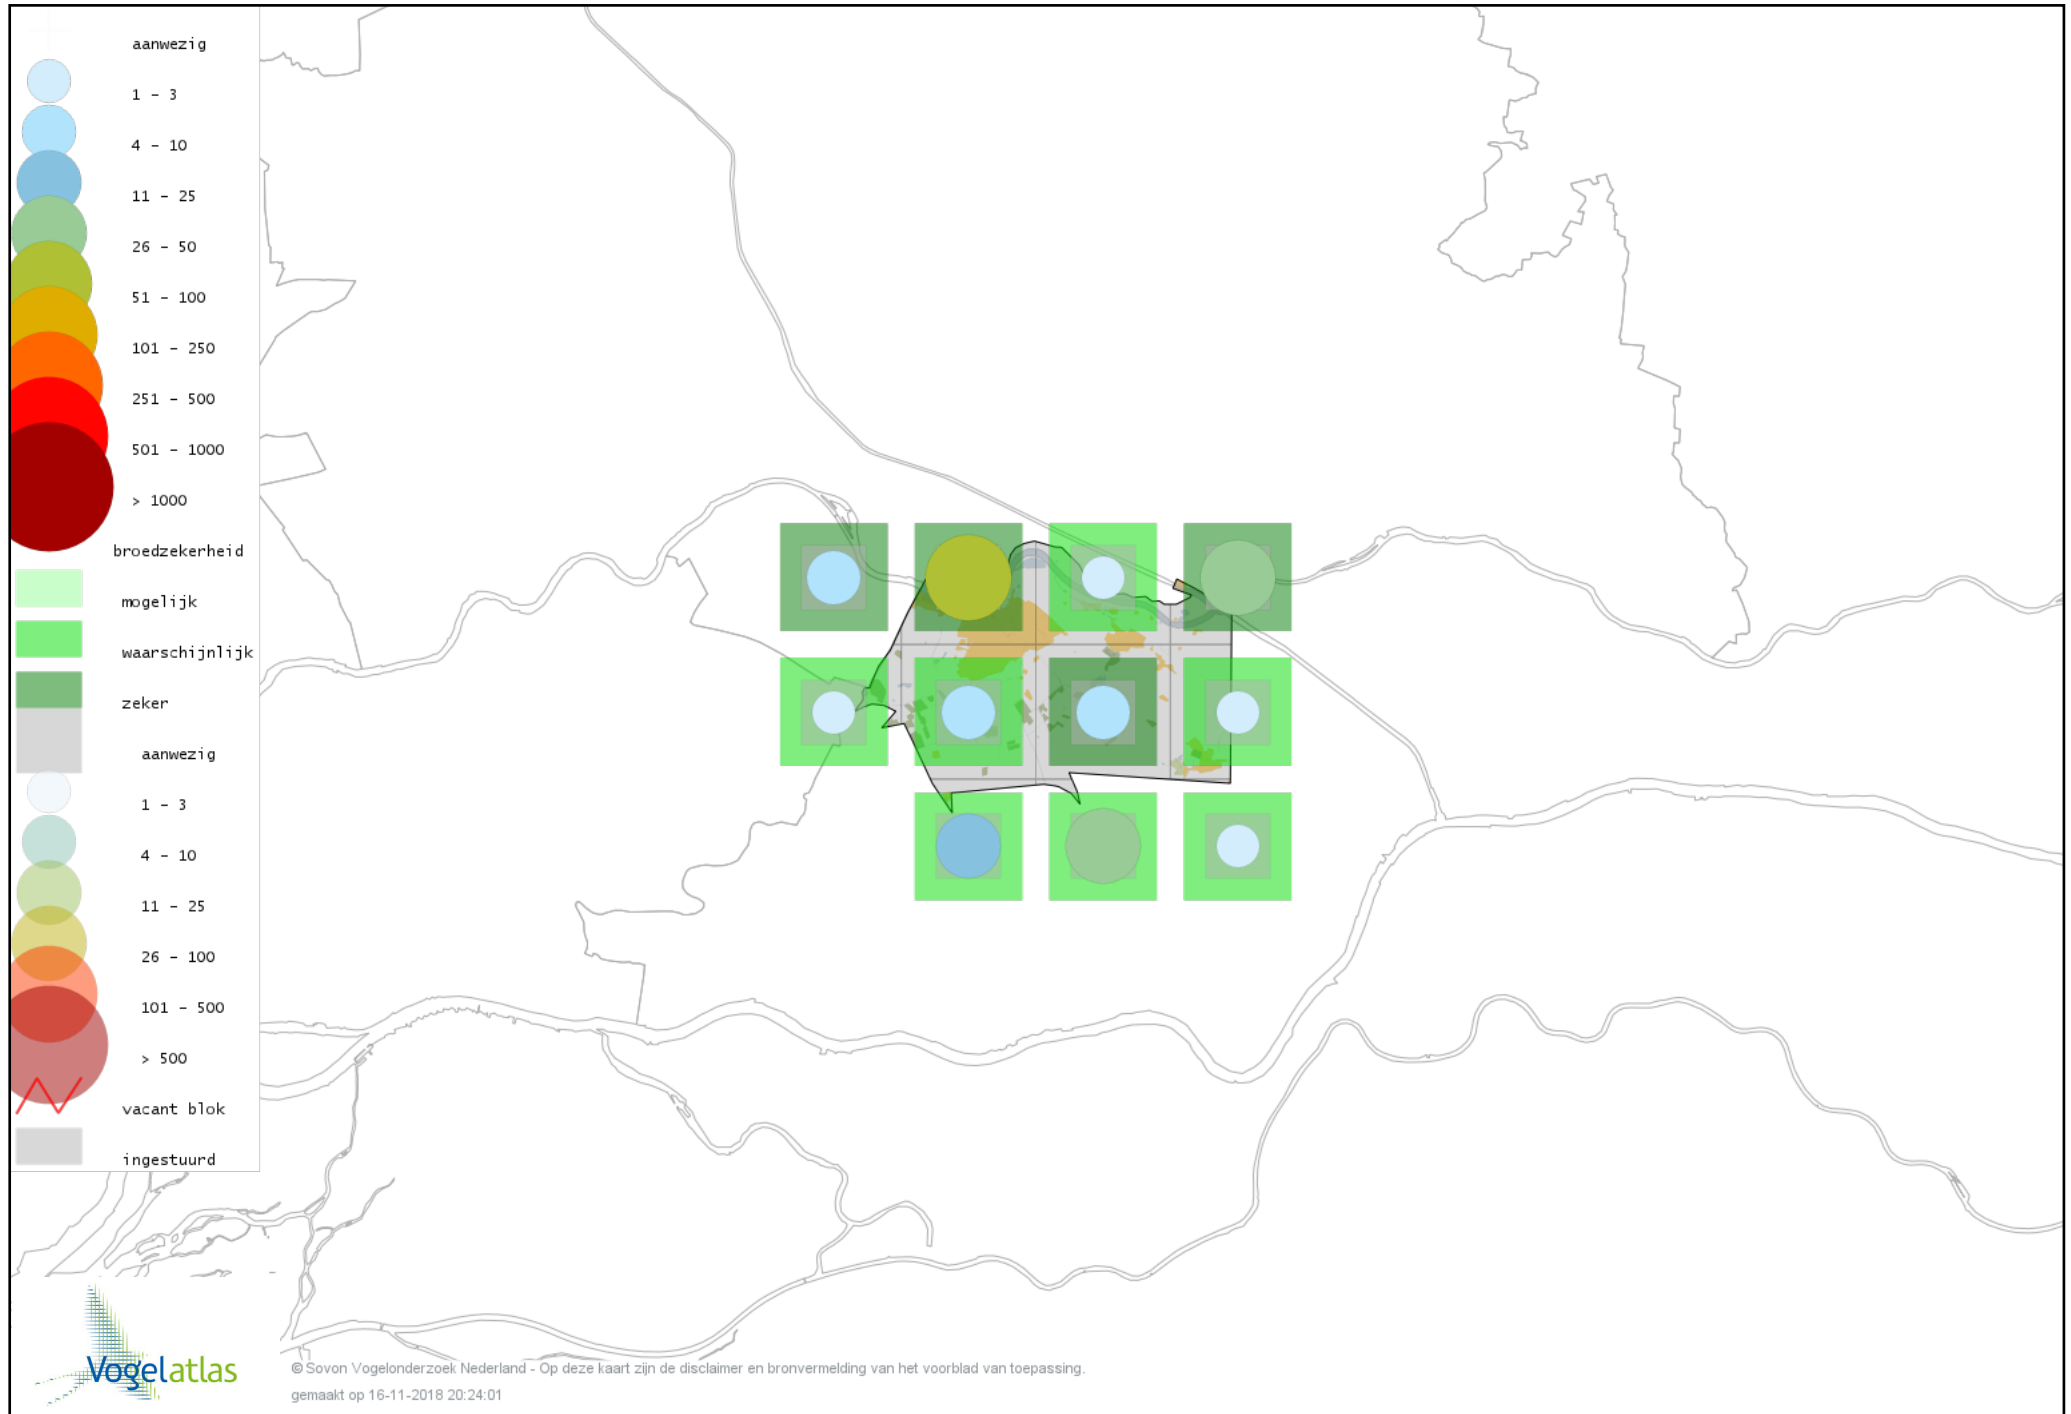 aanwezig
1 - 3
4 - 10
11 - 25
26 - 50
51 - 100
101 - 250
251 - 500
501 - 1000
> 1000
broedzekerheid
mogelijk
waarschijnlijk
zeker
aanwezig
1 - 3
4 - 10
11 - 25
26 - 100
101 - 500
> 500
vacant blok
ingestuurd
Vogelatlas
© Sovon Vogelonderzoek Nederland - Op deze kaart zijn de disclaimer en bronvermelding van het voorblad van toepassing.
gemaakt op 16-11-2018 20:24:01